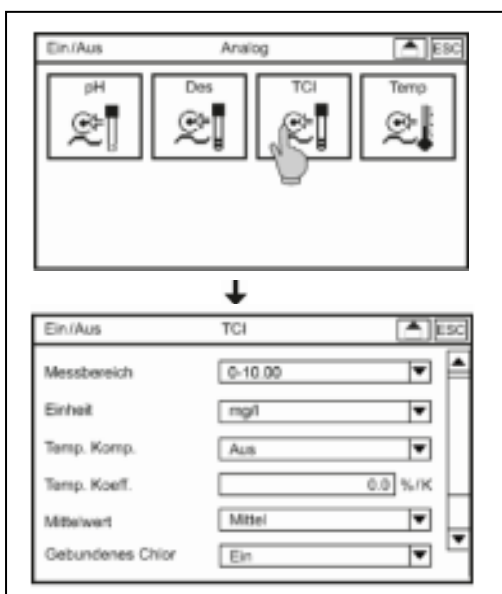 Ein/Aus Analog ESC
pH Des TCl Temp
Ein/Aus TCl ESC
Messbereich 0-10.00
Einheit mg/l
Temp. Komp. Aus
Temp. Koeff. 0.0 %/K
Mittelwert Mittel
Gebundenes Chlor Ein